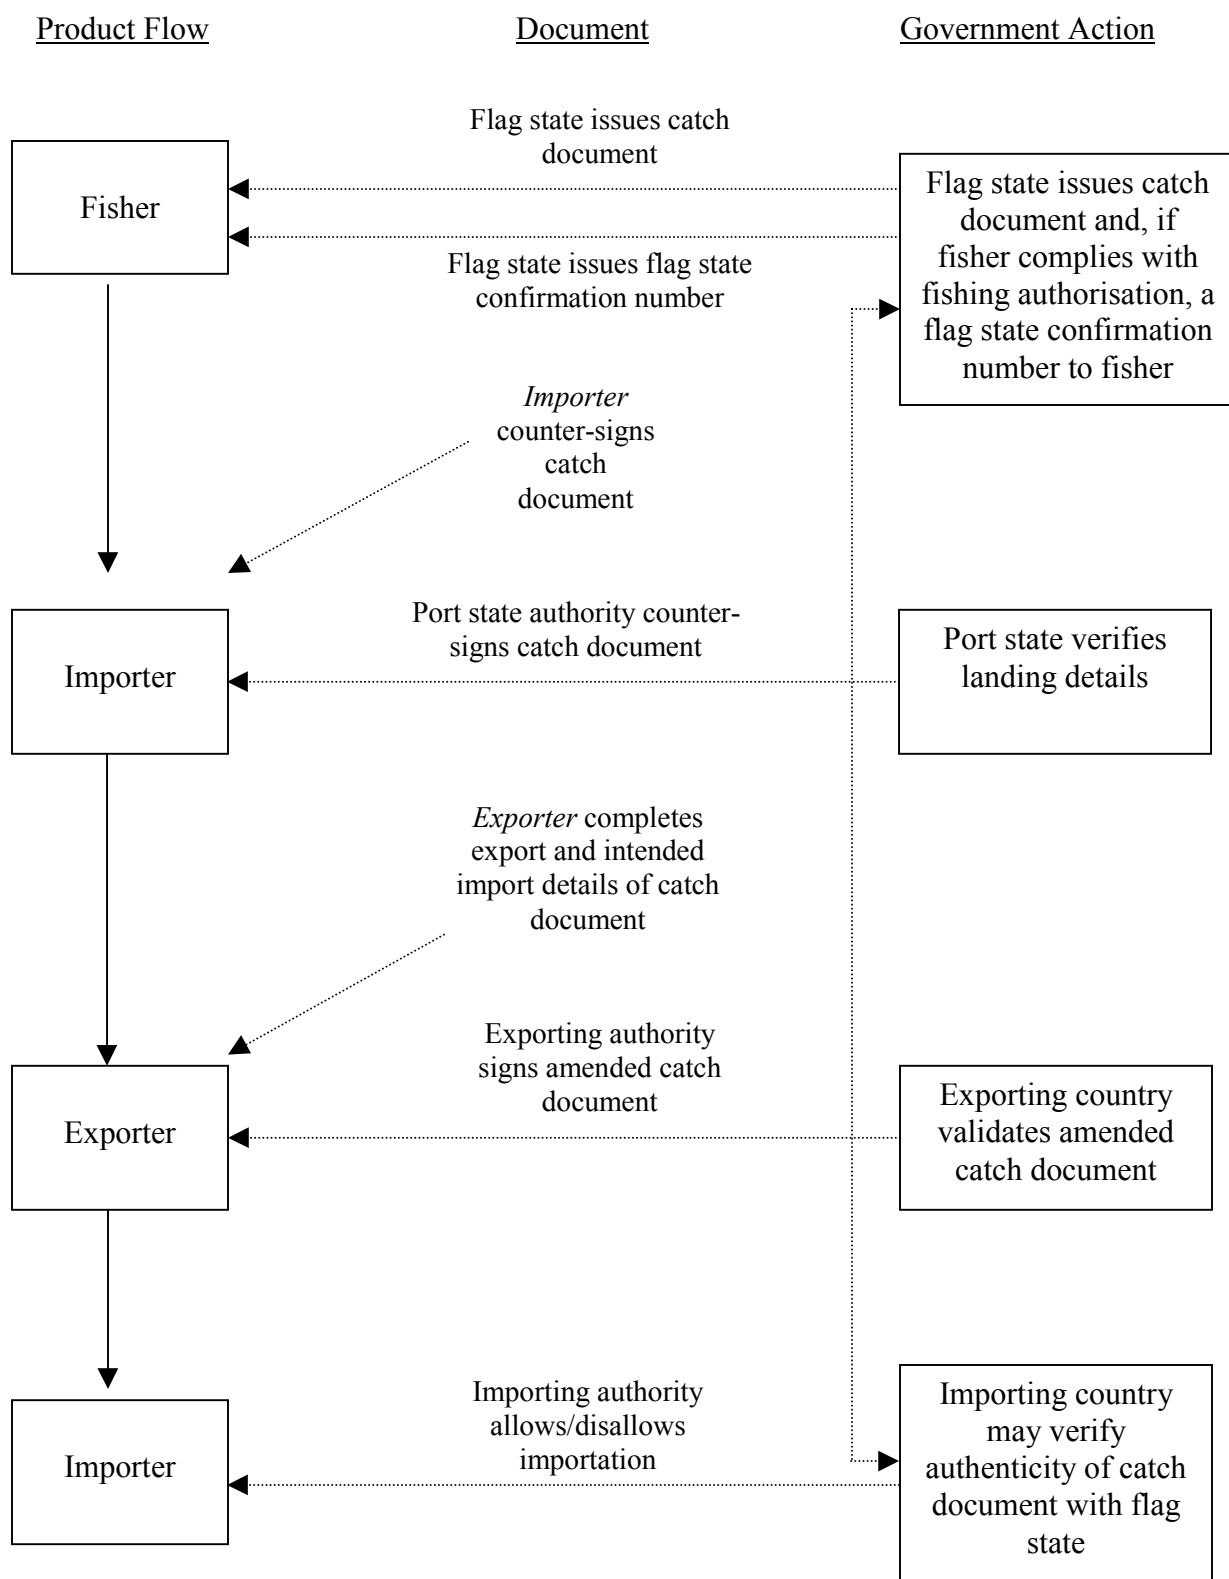 Product Flow
Document
Government Action
Flag state issues catch
document
Fisher
Flag state issues catch
document and, if
fisher complies with
fishing authorisation, a
flag state confirmation
number to fisher
Flag state issues flag state
confirmation number
Importer
counter-signs
catch
document
Port state authority counter-
signs catch document
Importer
Port state verifies
landing details
Exporter completes
export and intended
import details of catch
document
Exporting authority
signs amended catch
document
Exporter
Exporting country
validates amended
catch document
Importing authority
allows/disallows
importation
Importer
Importing country
may verify
authenticity of catch
document with flag
state